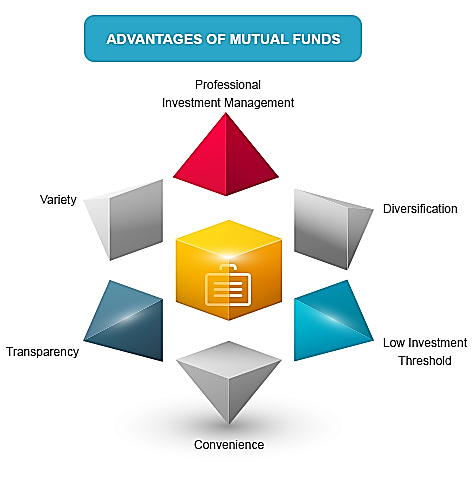 ADVANTAGES OF MUTUAL FUNDS
Professional
Investment Management
Variety
Diversification
Transparency
Low Investment
Threshold
Convenience